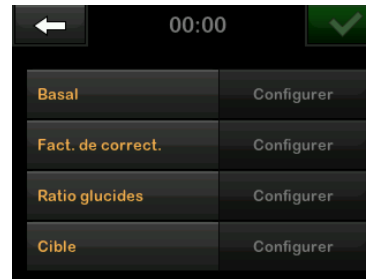 00:00
Basal Configurer
Fact. de correct. Configurer
Ratio glucides Configurer
Cible Configurer